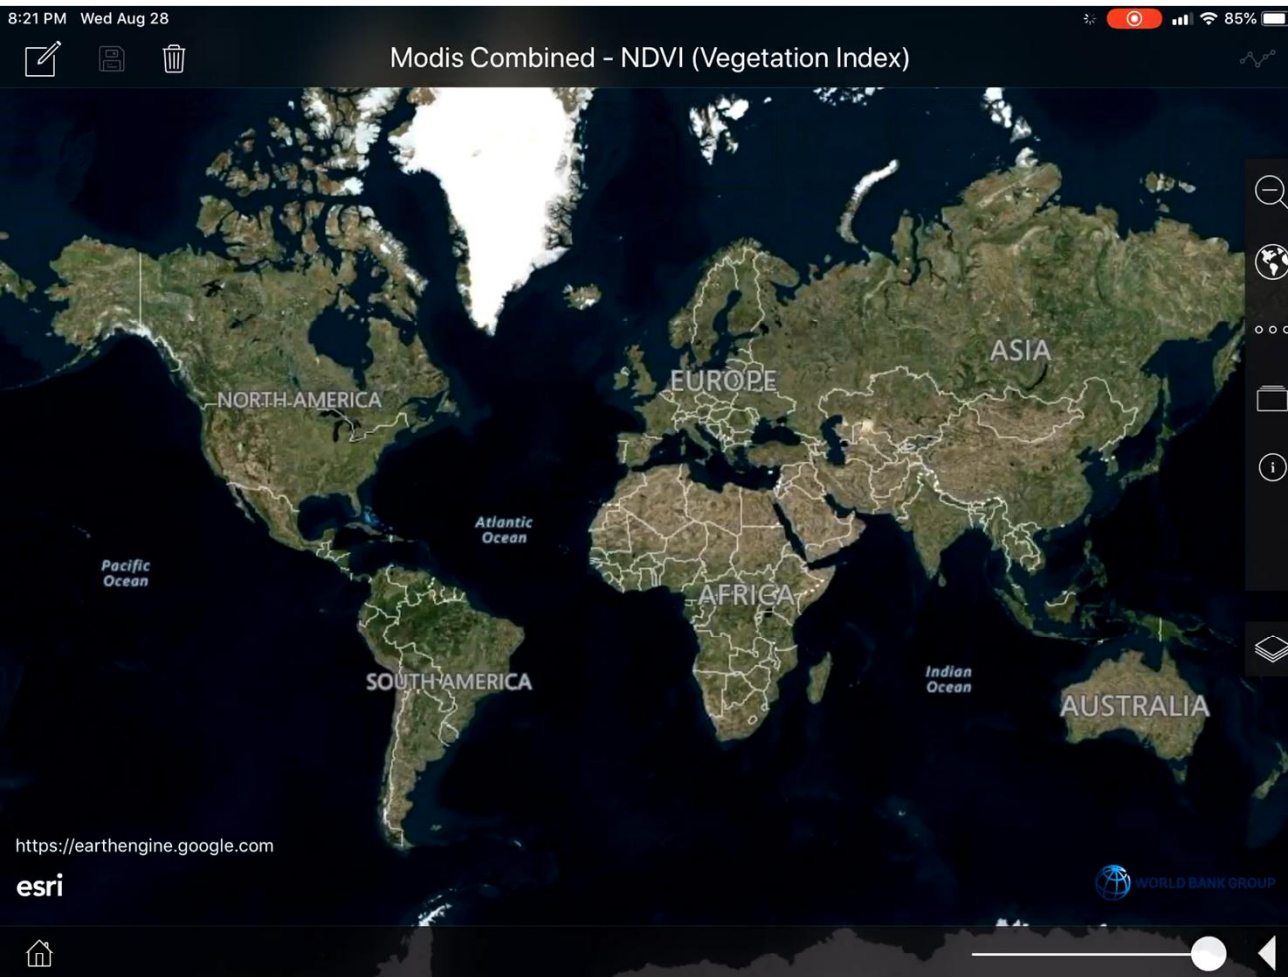 8:21 PM Wed Aug 28
85%
Modis Combined - NDVI (Vegetation Index)
ASIA
EUROPE
NORTH AMERICA
Atlantic
Ocean
Pacific
Ocean
AFRICA
SOUTH AMERICA
Indian
Ocean
AUSTRALIA
https://earthengine.google.com
esri
WORLD BANK GROUP